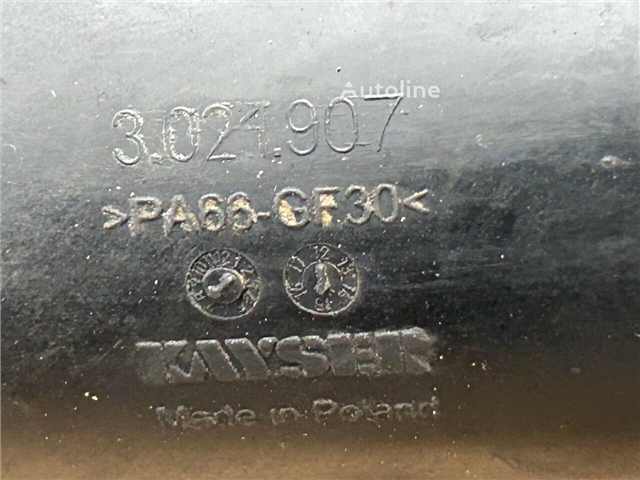 Autoline
3.021.907
>PA66-GF30<
KAYSER
Made in Poland